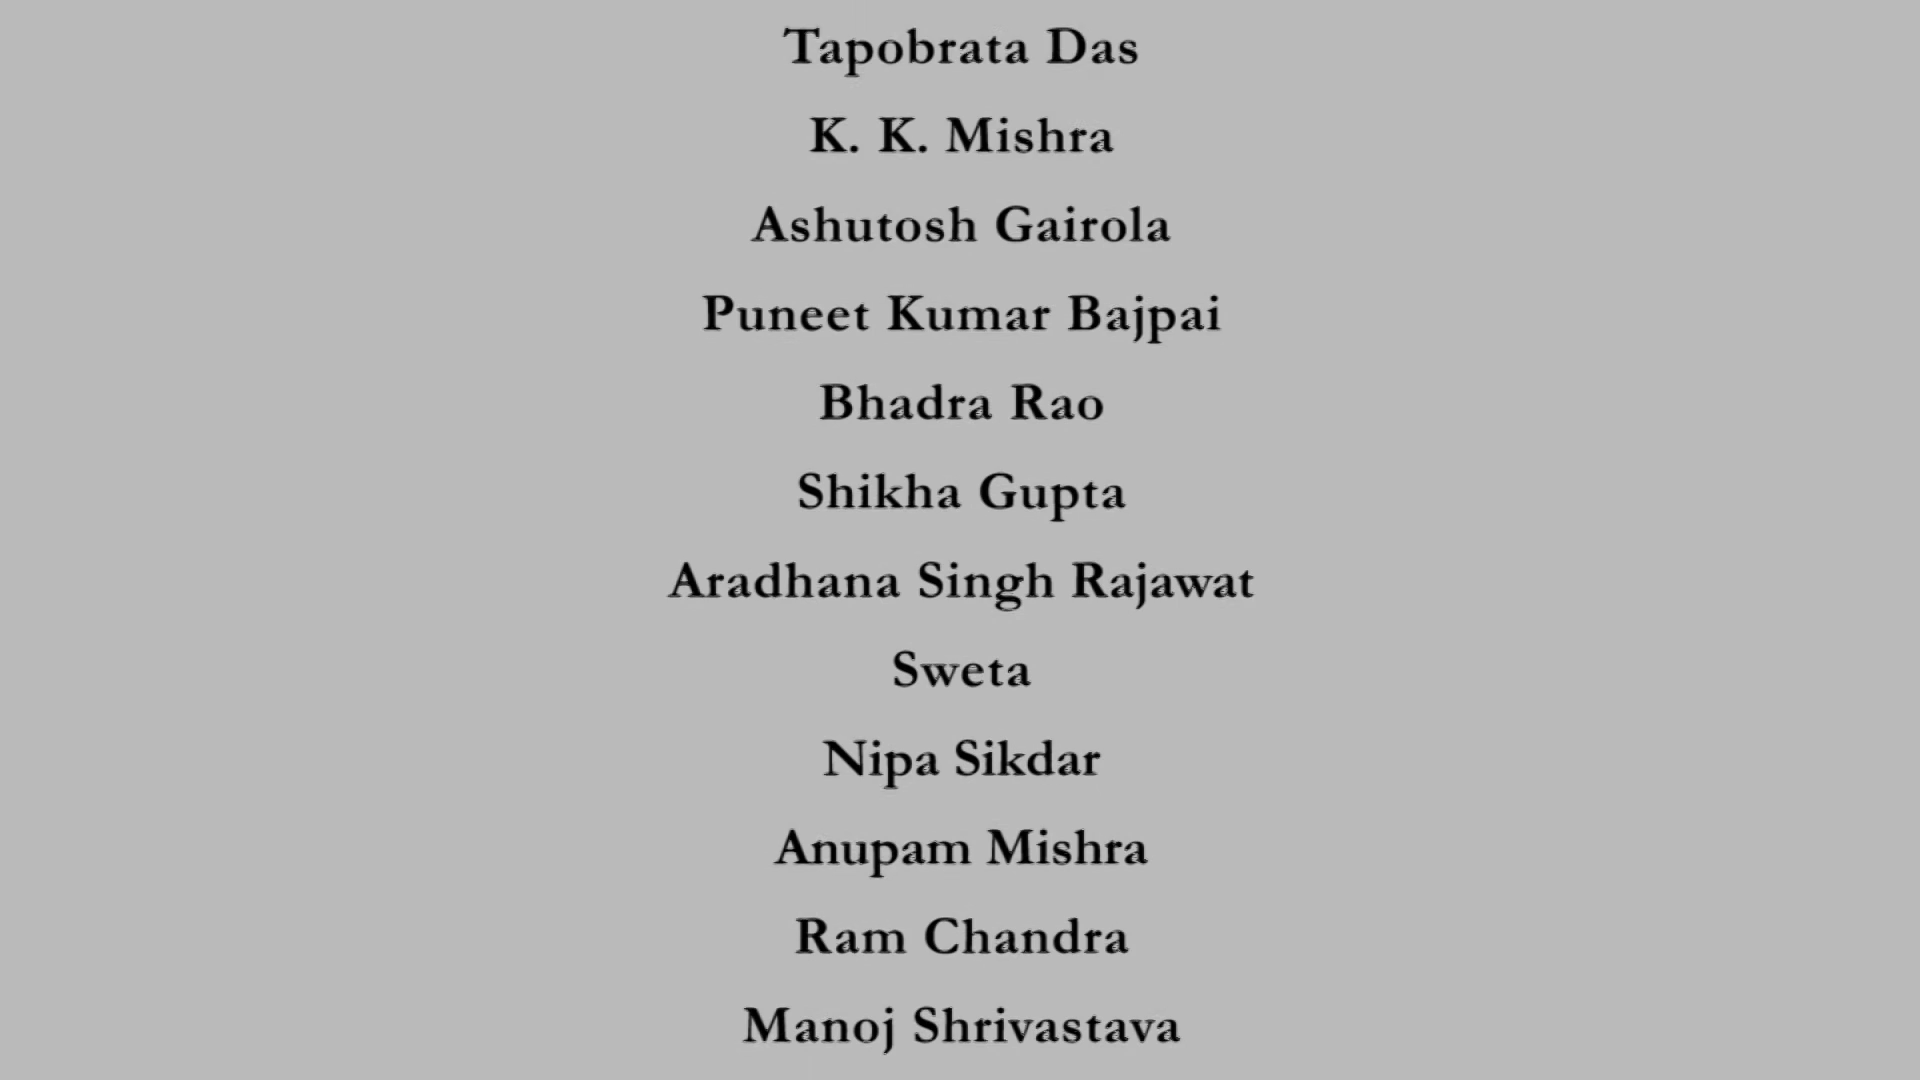 Tapobrata Das
K. K. Mishra
Ashutosh Gairola
Puneet Kumar Bajpai
Bhadra Rao
Shikha Gupta
Aradhana Singh Rajawat
Sweta
Nipa Sikdar
Anupam Mishra
Ram Chandra
Manoj Shrivastava